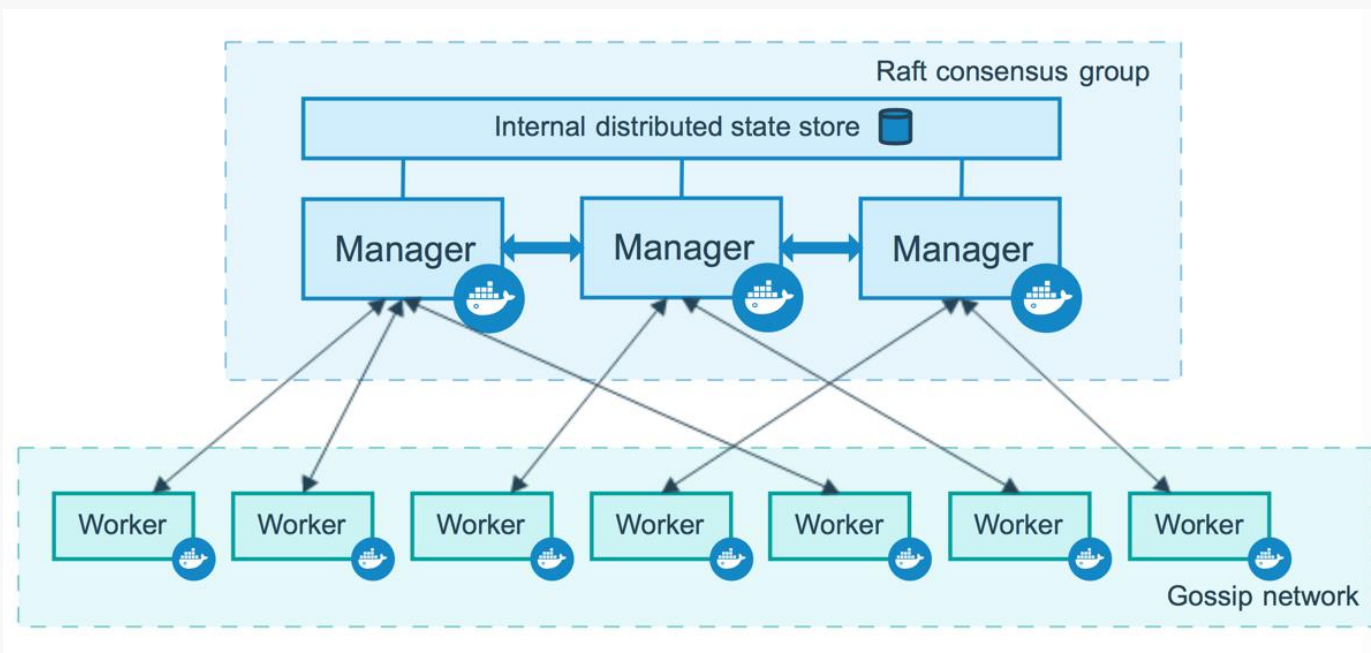 Raft consensus group
Internal distributed state store
Manager
Manager
Manager
Worker
Worker
Worker
Worker
Worker
Worker
Worker
Gossip network